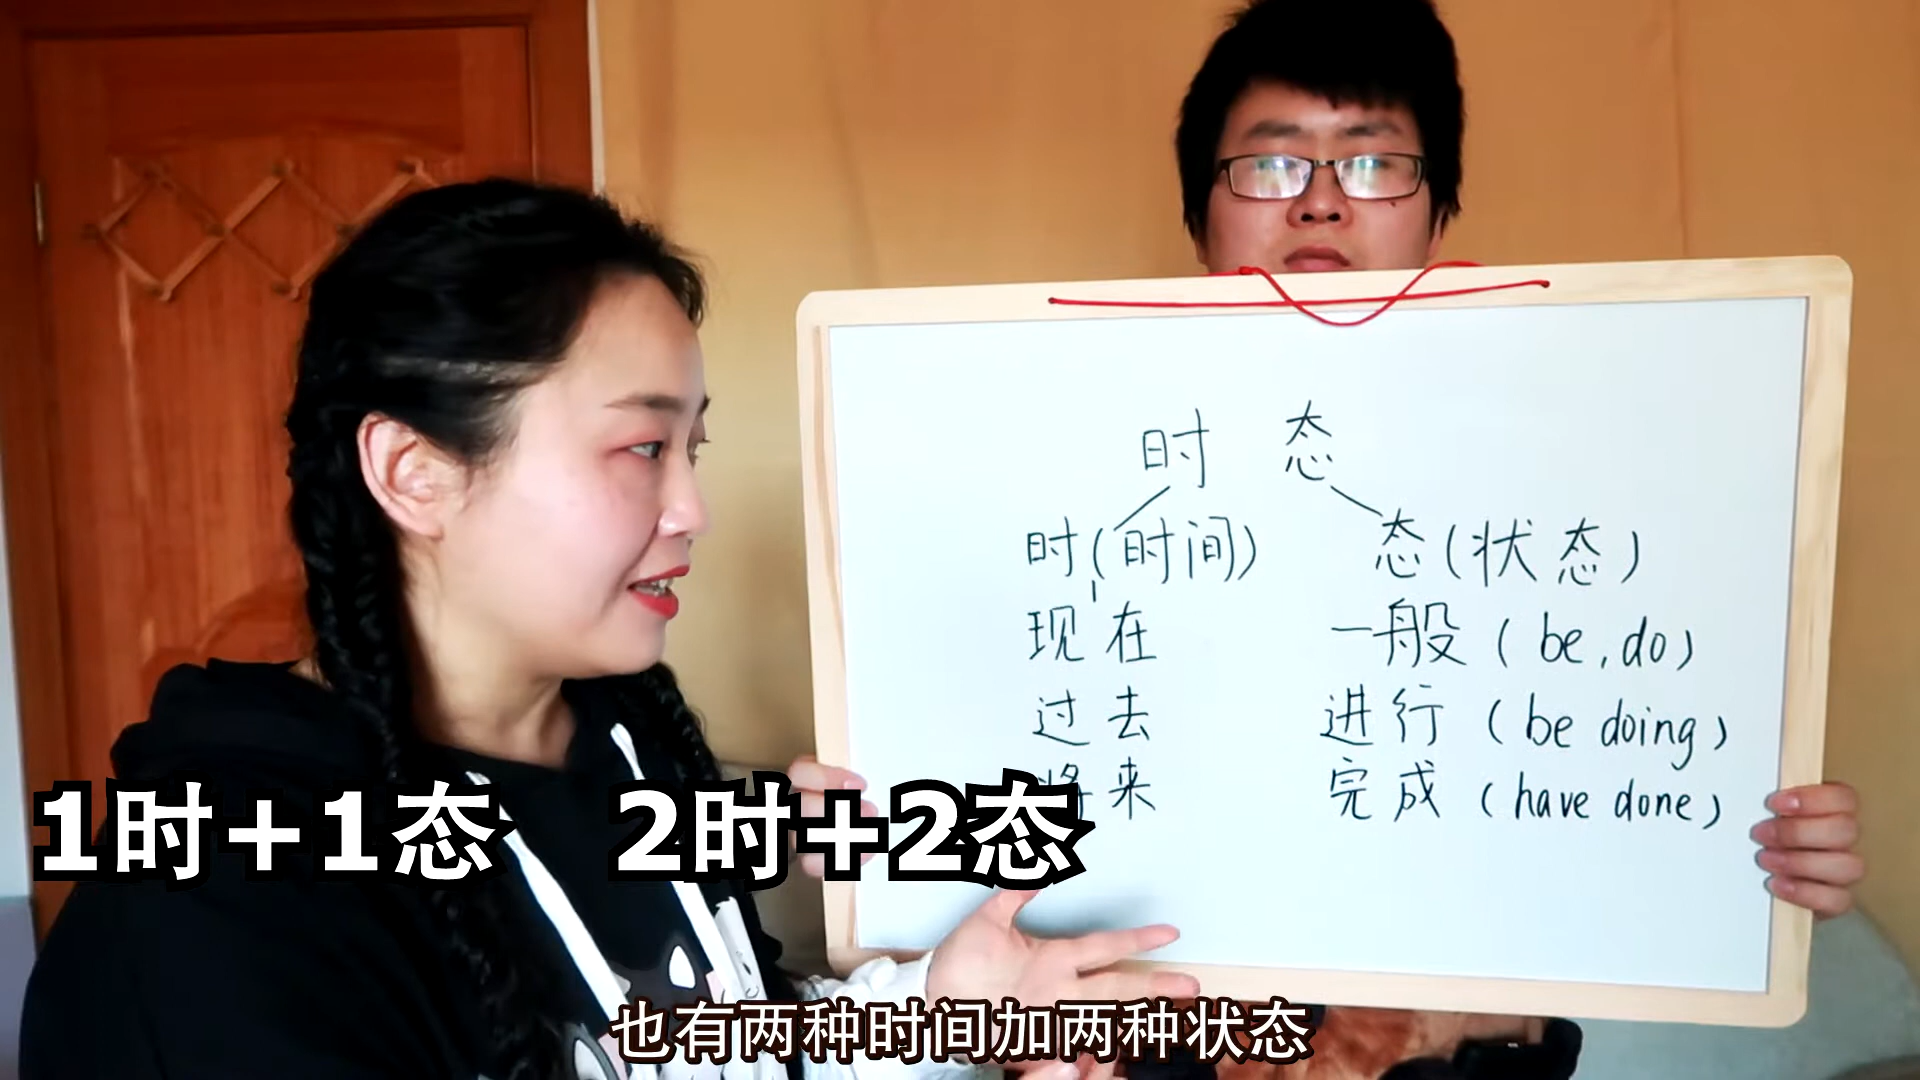 时 态
时(时间) 态(状态)
现在 一般(be,do)
过去 进行(be doing)
将来 完成(have done)
1时+1态 2时+2态
也有两种时间加两种状态